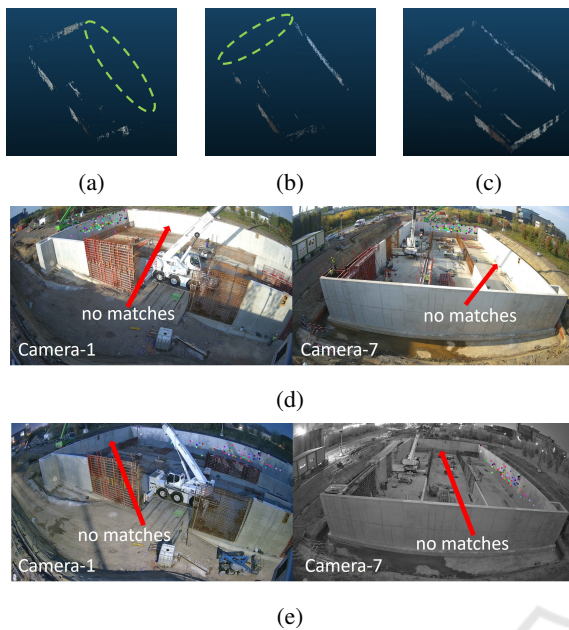 (a)
(b)
(c)
no matches
no matches
Camera-1
Camera-7
(d)
no matches
no matches
Camera-1
Camera-7
(e)